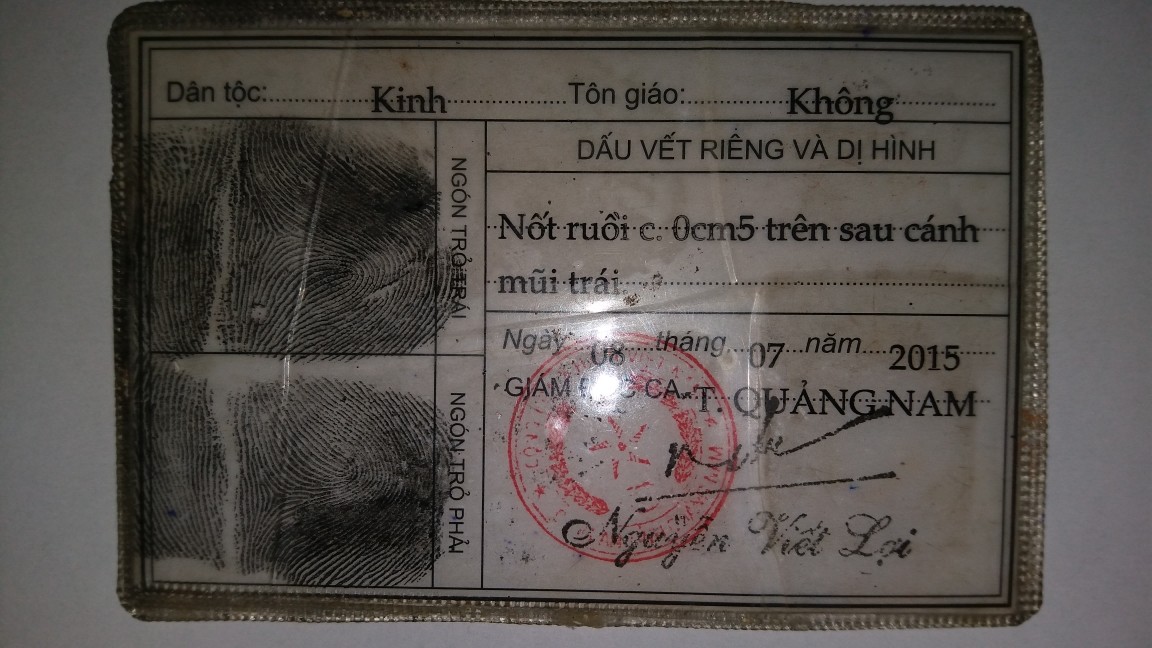 Dân tộc: Kinh Tôn giáo: Không
DẤU VẾT RIÊNG VÀ DỊ HÌNH
NGÓN TRỎ TRÁI
Nốt ruồi c. 0cm5 trên sau cánh
mũi trái.
Ngày 08 tháng 07 năm 2015
GIÁM ĐỐC CA T. QUẢNG NAM
NGÓN TRỎ PHẢI
Nguyễn Viết Lợi